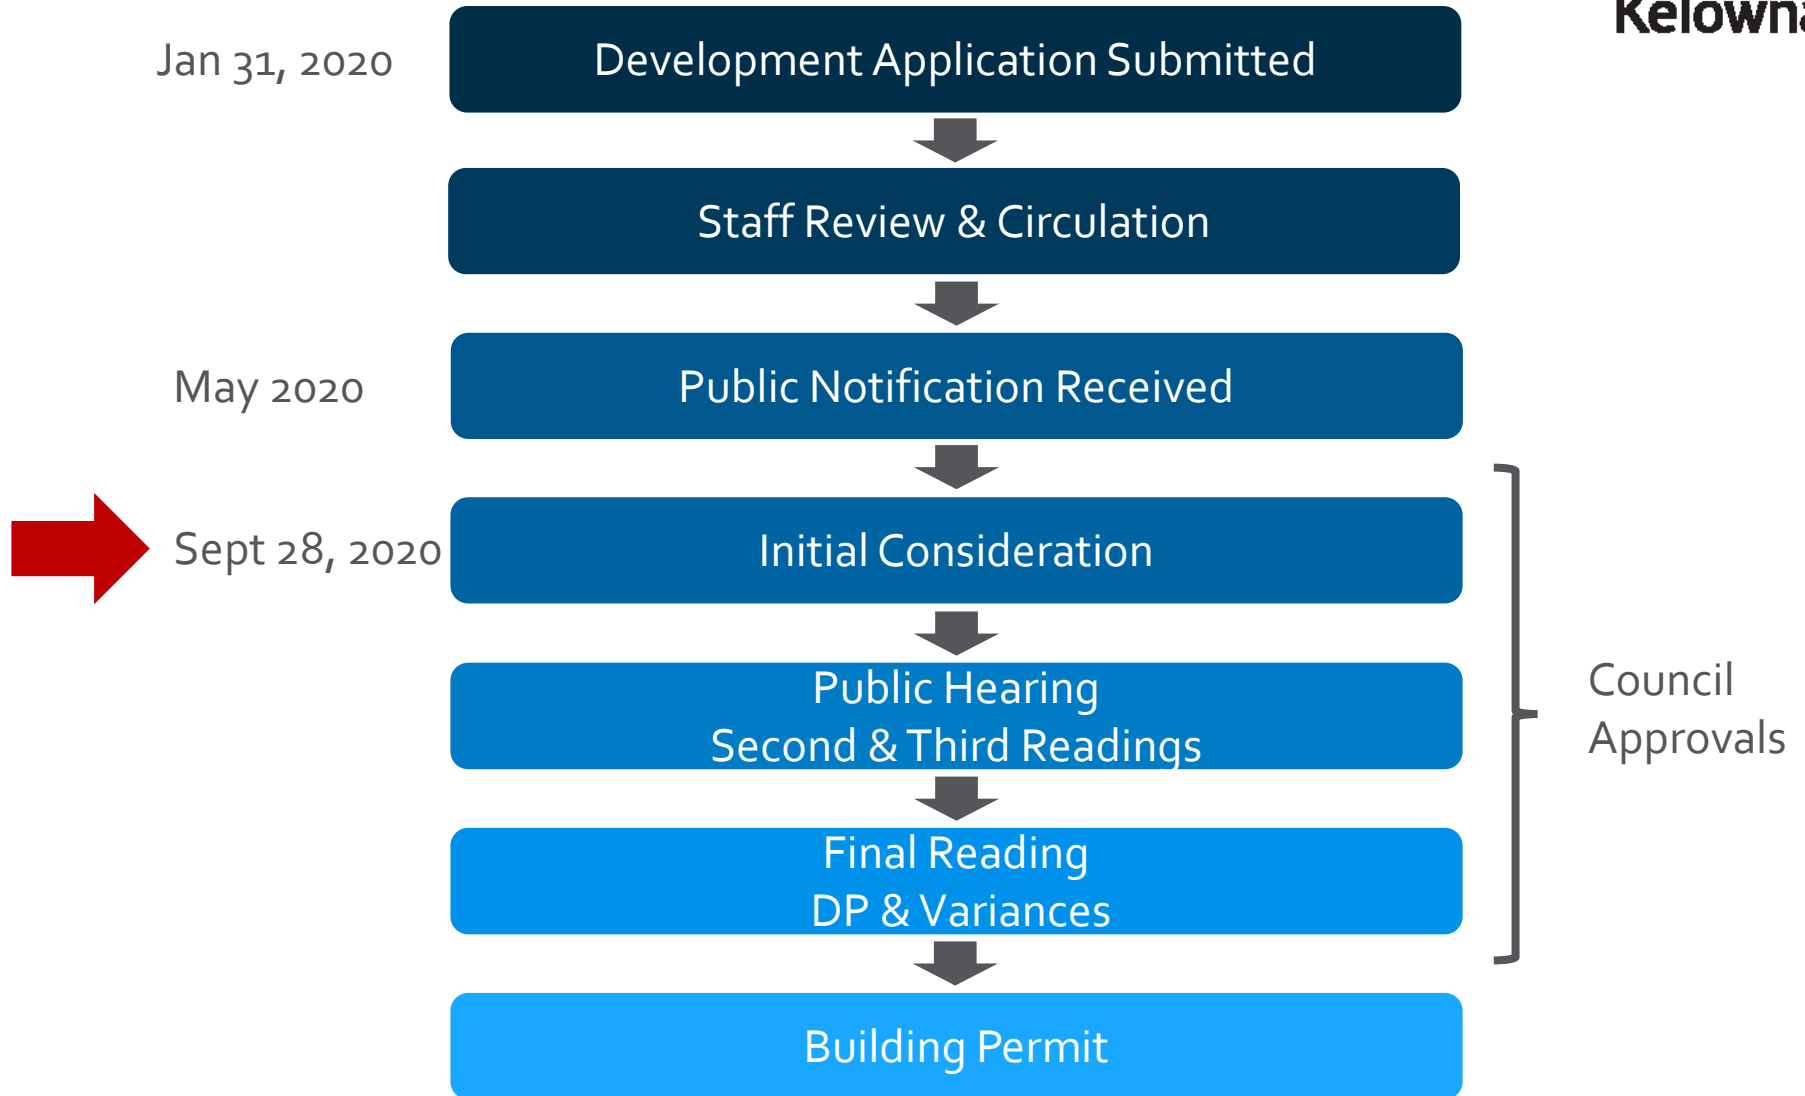 Kelowna
Jan 31, 2020
Development Application Submitted
Staff Review & Circulation
May 2020
Public Notification Received
Sept 28, 2020
Initial Consideration
Public Hearing
Second & Third Readings
Council
Approvals
Final Reading
DP & Variances
Building Permit